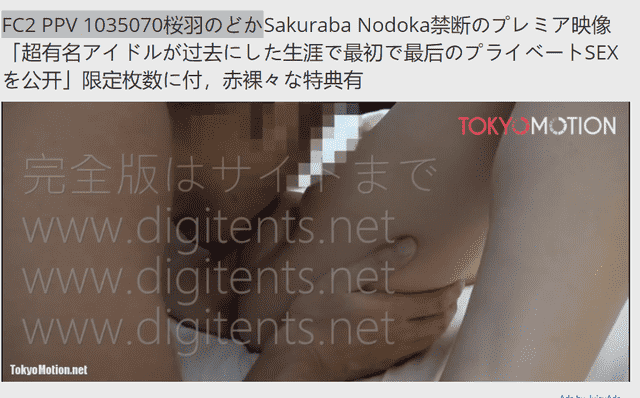 FC2 PPV 1035070桜羽のどかSakuraba Nodoka禁断のプレミア映像
「超有名アイドルが过去にした生涯で最初で最后のプライベートSEX
を公开」限定枚数に付，赤裸々な特典有
TOKYOMOTION
完全版はサイトまで
www.digitents.net
www.digitents.net
www.digitents.net
TokyoMotion.net